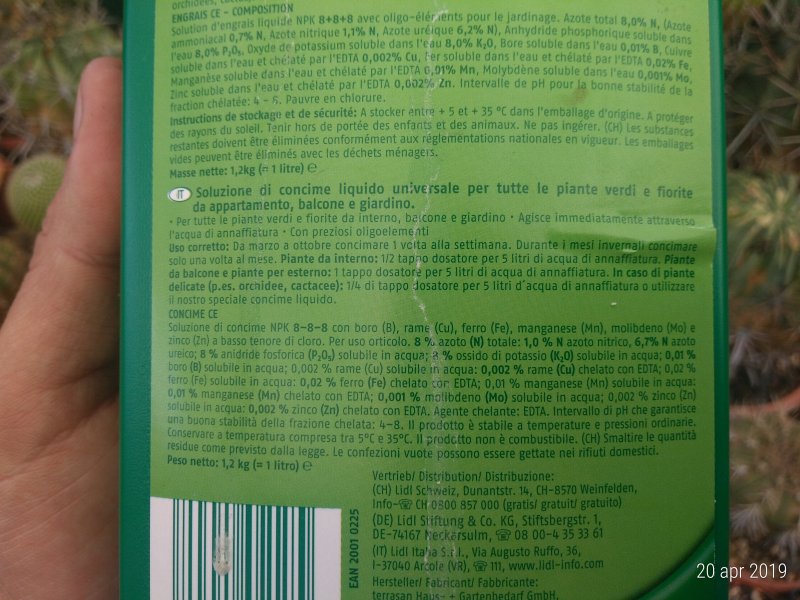 orchidées, cactées
ENGRAIS CE – COMPOSITION
Solution d'engrais liquide NPK 8+8+8 avec oligo-éléments pour le jardinage. Azote total 8,0% N, (Azote
ammoniacal 0,7% N, Azote nitrique 1,1% N, Azote uréique 6,2% N), Anhydride phosphorique soluble dans
l'eau 8,0% P₂O₅, Oxyde de potassium soluble dans l'eau 8,0% K₂O, Bore soluble dans l'eau 0,01% B, Cuivre
soluble dans l'eau et chélaté par l'EDTA 0,002% Cu, Fer soluble dans l'eau et chélaté par l'EDTA 0,02% Fe,
Manganèse soluble dans l'eau et chélaté par l'EDTA 0,01% Mn, Molybdène soluble dans l'eau 0,001% Mo,
Zinc soluble dans l'eau et chélaté par l'EDTA 0,002% Zn. Intervalle de pH pour la bonne stabilité de la
fraction chélatée: 4 – 6. Pauvre en chlorure.
Instructions de stockage et de sécurité: A stocker entre + 5 et + 35 °C dans l'emballage d'origine. A protéger
des rayons du soleil. Tenir hors de portée des enfants et des animaux. Ne pas ingérer. (CH) Les substances
restantes doivent être éliminées conformément aux réglementations nationales en vigueur. Les emballages
vides peuvent être éliminés avec les déchets ménagers.
Masse nette: 1,2kg (= 1 litre) ℮
IT Soluzione di concime liquido universale per tutte le piante verdi e fiorite
da appartamento, balcone e giardino.
· Per tutte le piante verdi e fiorite da interno, balcone e giardino · Agisce immediatamente attraverso
l'acqua di annaffiatura · Con preziosi oligoelementi
Uso corretto: Da marzo a ottobre concimare 1 volta alla settimana. Durante i mesi invernali concimare
solo una volta al mese. Piante da interno: 1/2 tappo dosatore per 5 litri di acqua di annaffiatura. Piante
da balcone e piante per esterno: 1 tappo dosatore per 5 litri di acqua di annaffiatura. In caso di piante
delicate (p.es. orchidee, cactacee): 1/4 di tappo dosatore per 5 litri d'acqua di annaffiatura o utilizzare
il nostro speciale concime liquido.
CONCIME CE
Soluzione di concime NPK 8–8–8 con boro (B), rame (Cu), ferro (Fe), manganese (Mn), molibdeno (Mo) e
zinco (Zn) a basso tenore di cloro. Per uso orticolo. 8 % azoto (N) totale: 1,0 % N azoto nitrico, 6,7% N azoto
ureico; 8 % anidride fosforica (P₂O₅) solubile in acqua; 8 % ossido di potassio (K₂O) solubile in acqua; 0,01 %
boro (B) solubile in acqua; 0,002 % rame (Cu) solubile in acqua: 0,002 % rame (Cu) chelato con EDTA; 0,02 %
ferro (Fe) solubile in acqua: 0,02 % ferro (Fe) chelato con EDTA; 0,01 % manganese (Mn) solubile in acqua:
0,01 % manganese (Mn) chelato con EDTA; 0,001 % molibdeno (Mo) solubile in acqua; 0,002 % zinco (Zn)
solubile in acqua: 0,002 % zinco (Zn) chelato con EDTA. Agente chelante: EDTA. Intervallo di pH che garantisce
una buona stabilità della frazione chelata: 4–8. Il prodotto è stabile a temperature e pressioni ordinarie.
Conservare a temperatura compresa tra 5°C e 35°C. Il prodotto non è combustibile. (CH) Smaltire le quantità
residue come previsto dalla legge. Le confezioni vuote possono essere gettate nei rifiuti domestici.
Peso netto: 1,2 kg (= 1 litro) ℮
Vertrieb/ Distribution/ Distribuzione:
(CH) Lidl Schweiz, Dunantstr. 14, CH-8570 Weinfelden,
Info-☏ CH 0800 857 000 (gratis/ gratuit/ gratuito)
(DE) Lidl Stiftung & Co. KG, Stiftsbergstr. 1,
DE-74167 Neckarsulm, ☏ 08 00-4 35 33 61
(IT) Lidl Italia S.r.l., Via Augusto Ruffo, 36,
I-37040 Arcole (VR), ☏ 111, www.lidl-info.com
Hersteller/ Fabricant/ Fabbricante:
terrasan Haus- + Gartenbedarf GmbH,
EAN 2001 0225
20 apr 2019